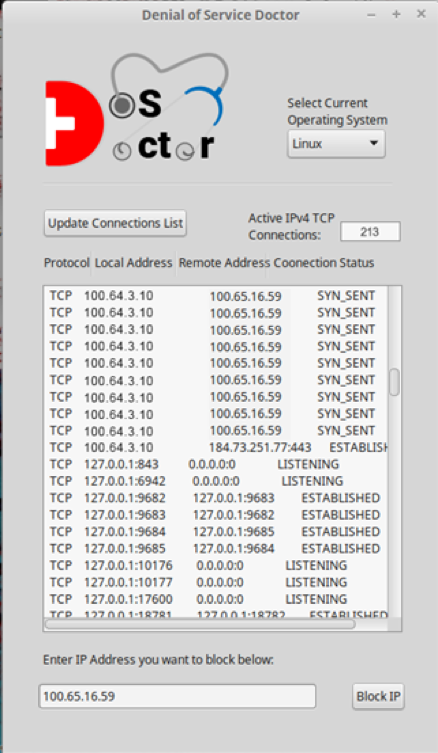 Denial of Service Doctor
Dos
Doctor
Select Current
Operating System
Linux
Update Connections List
Active IPv4 TCP
Connections:
213
Protocol Local Address Remote Address Coonection Status
TCP 100.64.3.10 100.65.16.59 SYN_SENT
TCP 100.64.3.10 100.65.16.59 SYN_SENT
TCP 100.64.3.10 100.65.16.59 SYN_SENT
TCP 100.64.3.10 100.65.16.59 SYN_SENT
TCP 100.64.3.10 100.65.16.59 SYN_SENT
TCP 100.64.3.10 100.65.16.59 SYN_SENT
TCP 100.64.3.10 100.65.16.59 SYN_SENT
TCP 100.64.3.10 100.65.16.59 SYN_SENT
TCP 100.64.3.10 100.65.16.59 SYN_SENT
TCP 100.64.3.10 184.73.251.77:443 ESTABLISH
TCP 127.0.0.1:843 0.0.0.0:0 LISTENING
TCP 127.0.0.1:6942 0.0.0.0:0 LISTENING
TCP 127.0.0.1:9682 127.0.0.1:9683 ESTABLISHED
TCP 127.0.0.1:9683 127.0.0.1:9682 ESTABLISHED
TCP 127.0.0.1:9684 127.0.0.1:9685 ESTABLISHED
TCP 127.0.0.1:9685 127.0.0.1:9684 ESTABLISHED
TCP 127.0.0.1:10176 0.0.0.0:0 LISTENING
TCP 127.0.0.1:10177 0.0.0.0:0 LISTENING
TCP 127.0.0.1:17600 0.0.0.0:0 LISTENING
TCP 127.0.0.1:18781 127.0.0.1:18782 ESTABLISHED
Enter IP Address you want to block below:
100.65.16.59
Block IP